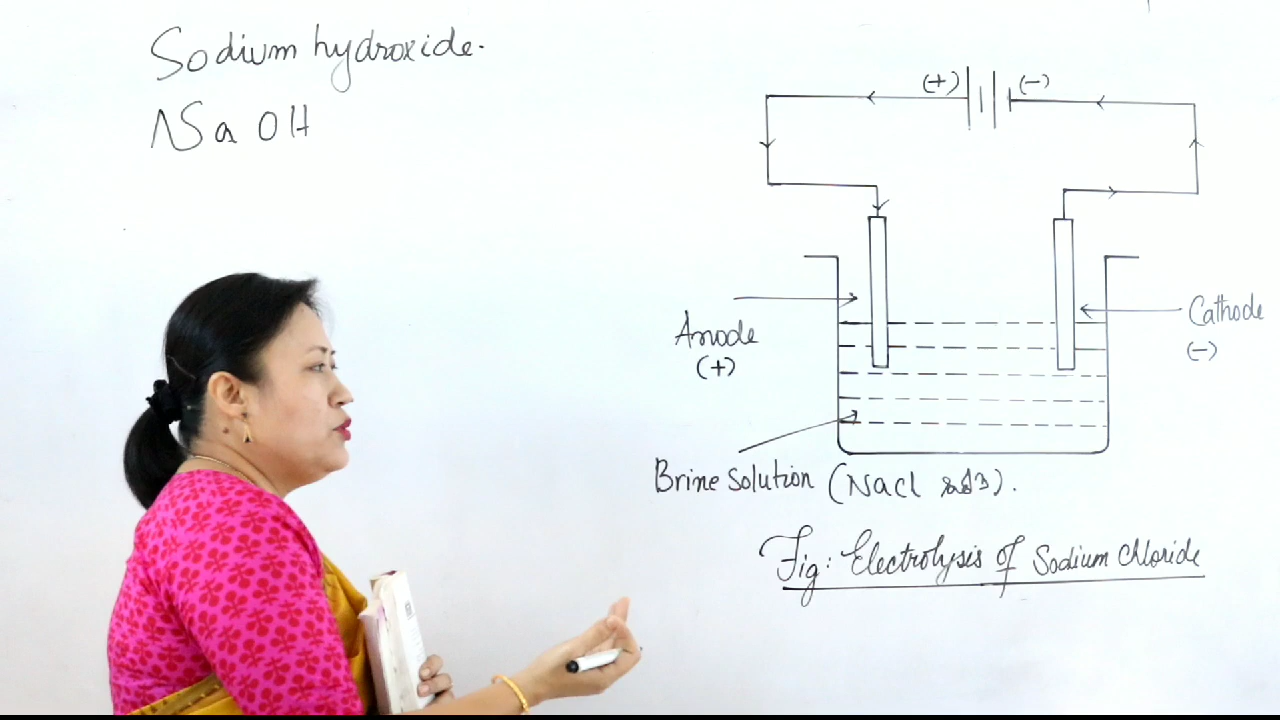 Sodium hydroxide.
NaOH
(+) (-)
Anode
(+)
Cathode
(-)
Brine solution (NaCl
Fig: Electrolysis of Sodium Chloride